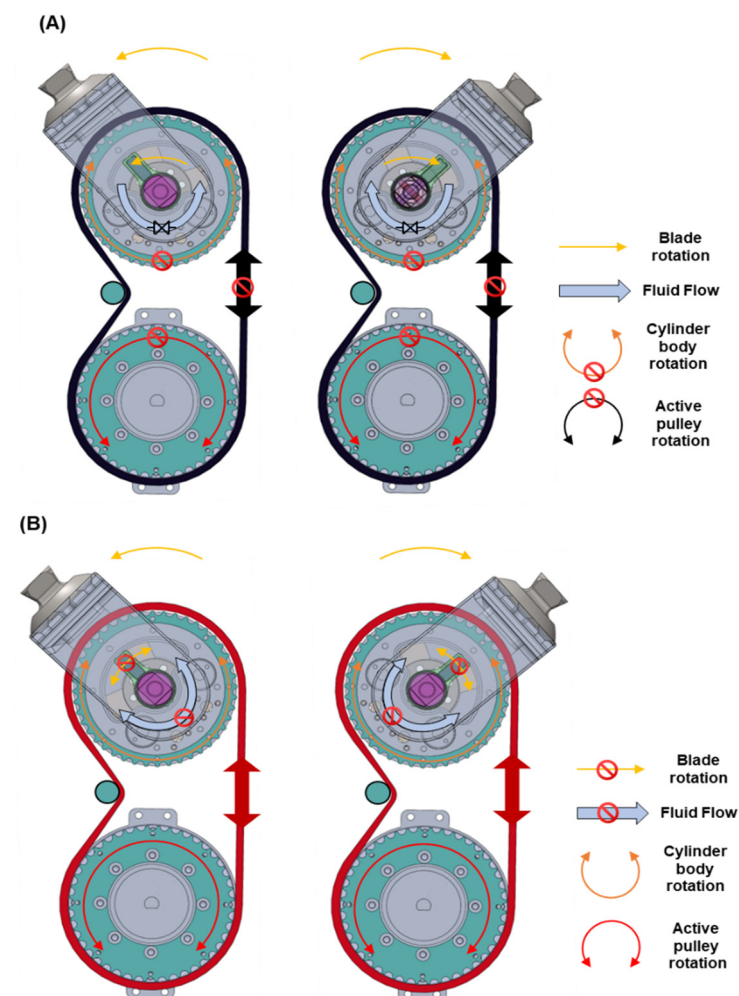 (A)
Blade
rotation
Fluid Flow
Cylinder
body
rotation
Active
pulley
rotation
(B)
Blade
rotation
Fluid Flow
Cylinder
body
rotation
Active
pulley
rotation